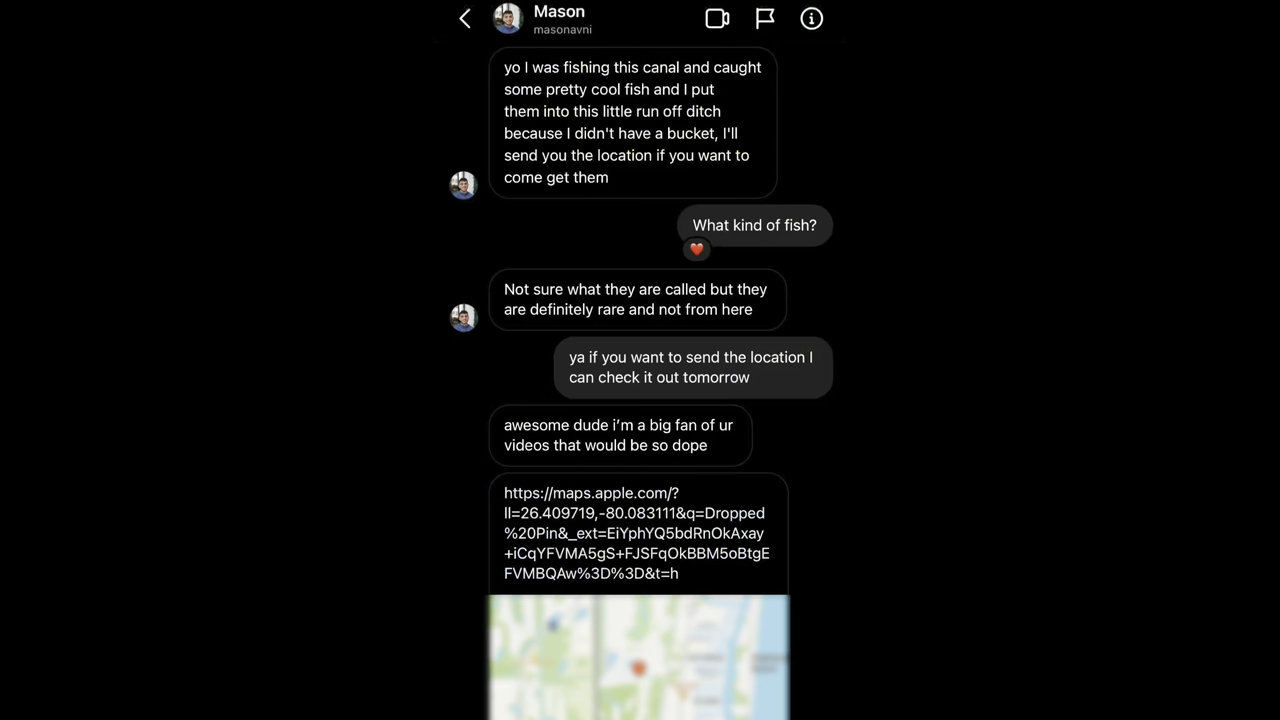 Mason
masonavni
yo I was fishing this canal and caught
some pretty cool fish and I put
them into this little run off ditch
because I didn't have a bucket, I'll
send you the location if you want to
come get them
What kind of fish?
Not sure what they are called but they
are definitely rare and not from here
ya if you want to send the location I
can check it out tomorrow
awesome dude i’m a big fan of ur
videos that would be so dope
https://maps.apple.com/?
ll=26.409719,-80.083111&q=Dropped
%20Pin&_ext=EiYphYQ5bdRnOkAxay
+iCqYFVMA5gS+FJSFqOkBBM5oBtgE
FVMBQAw%3D%3D&t=h